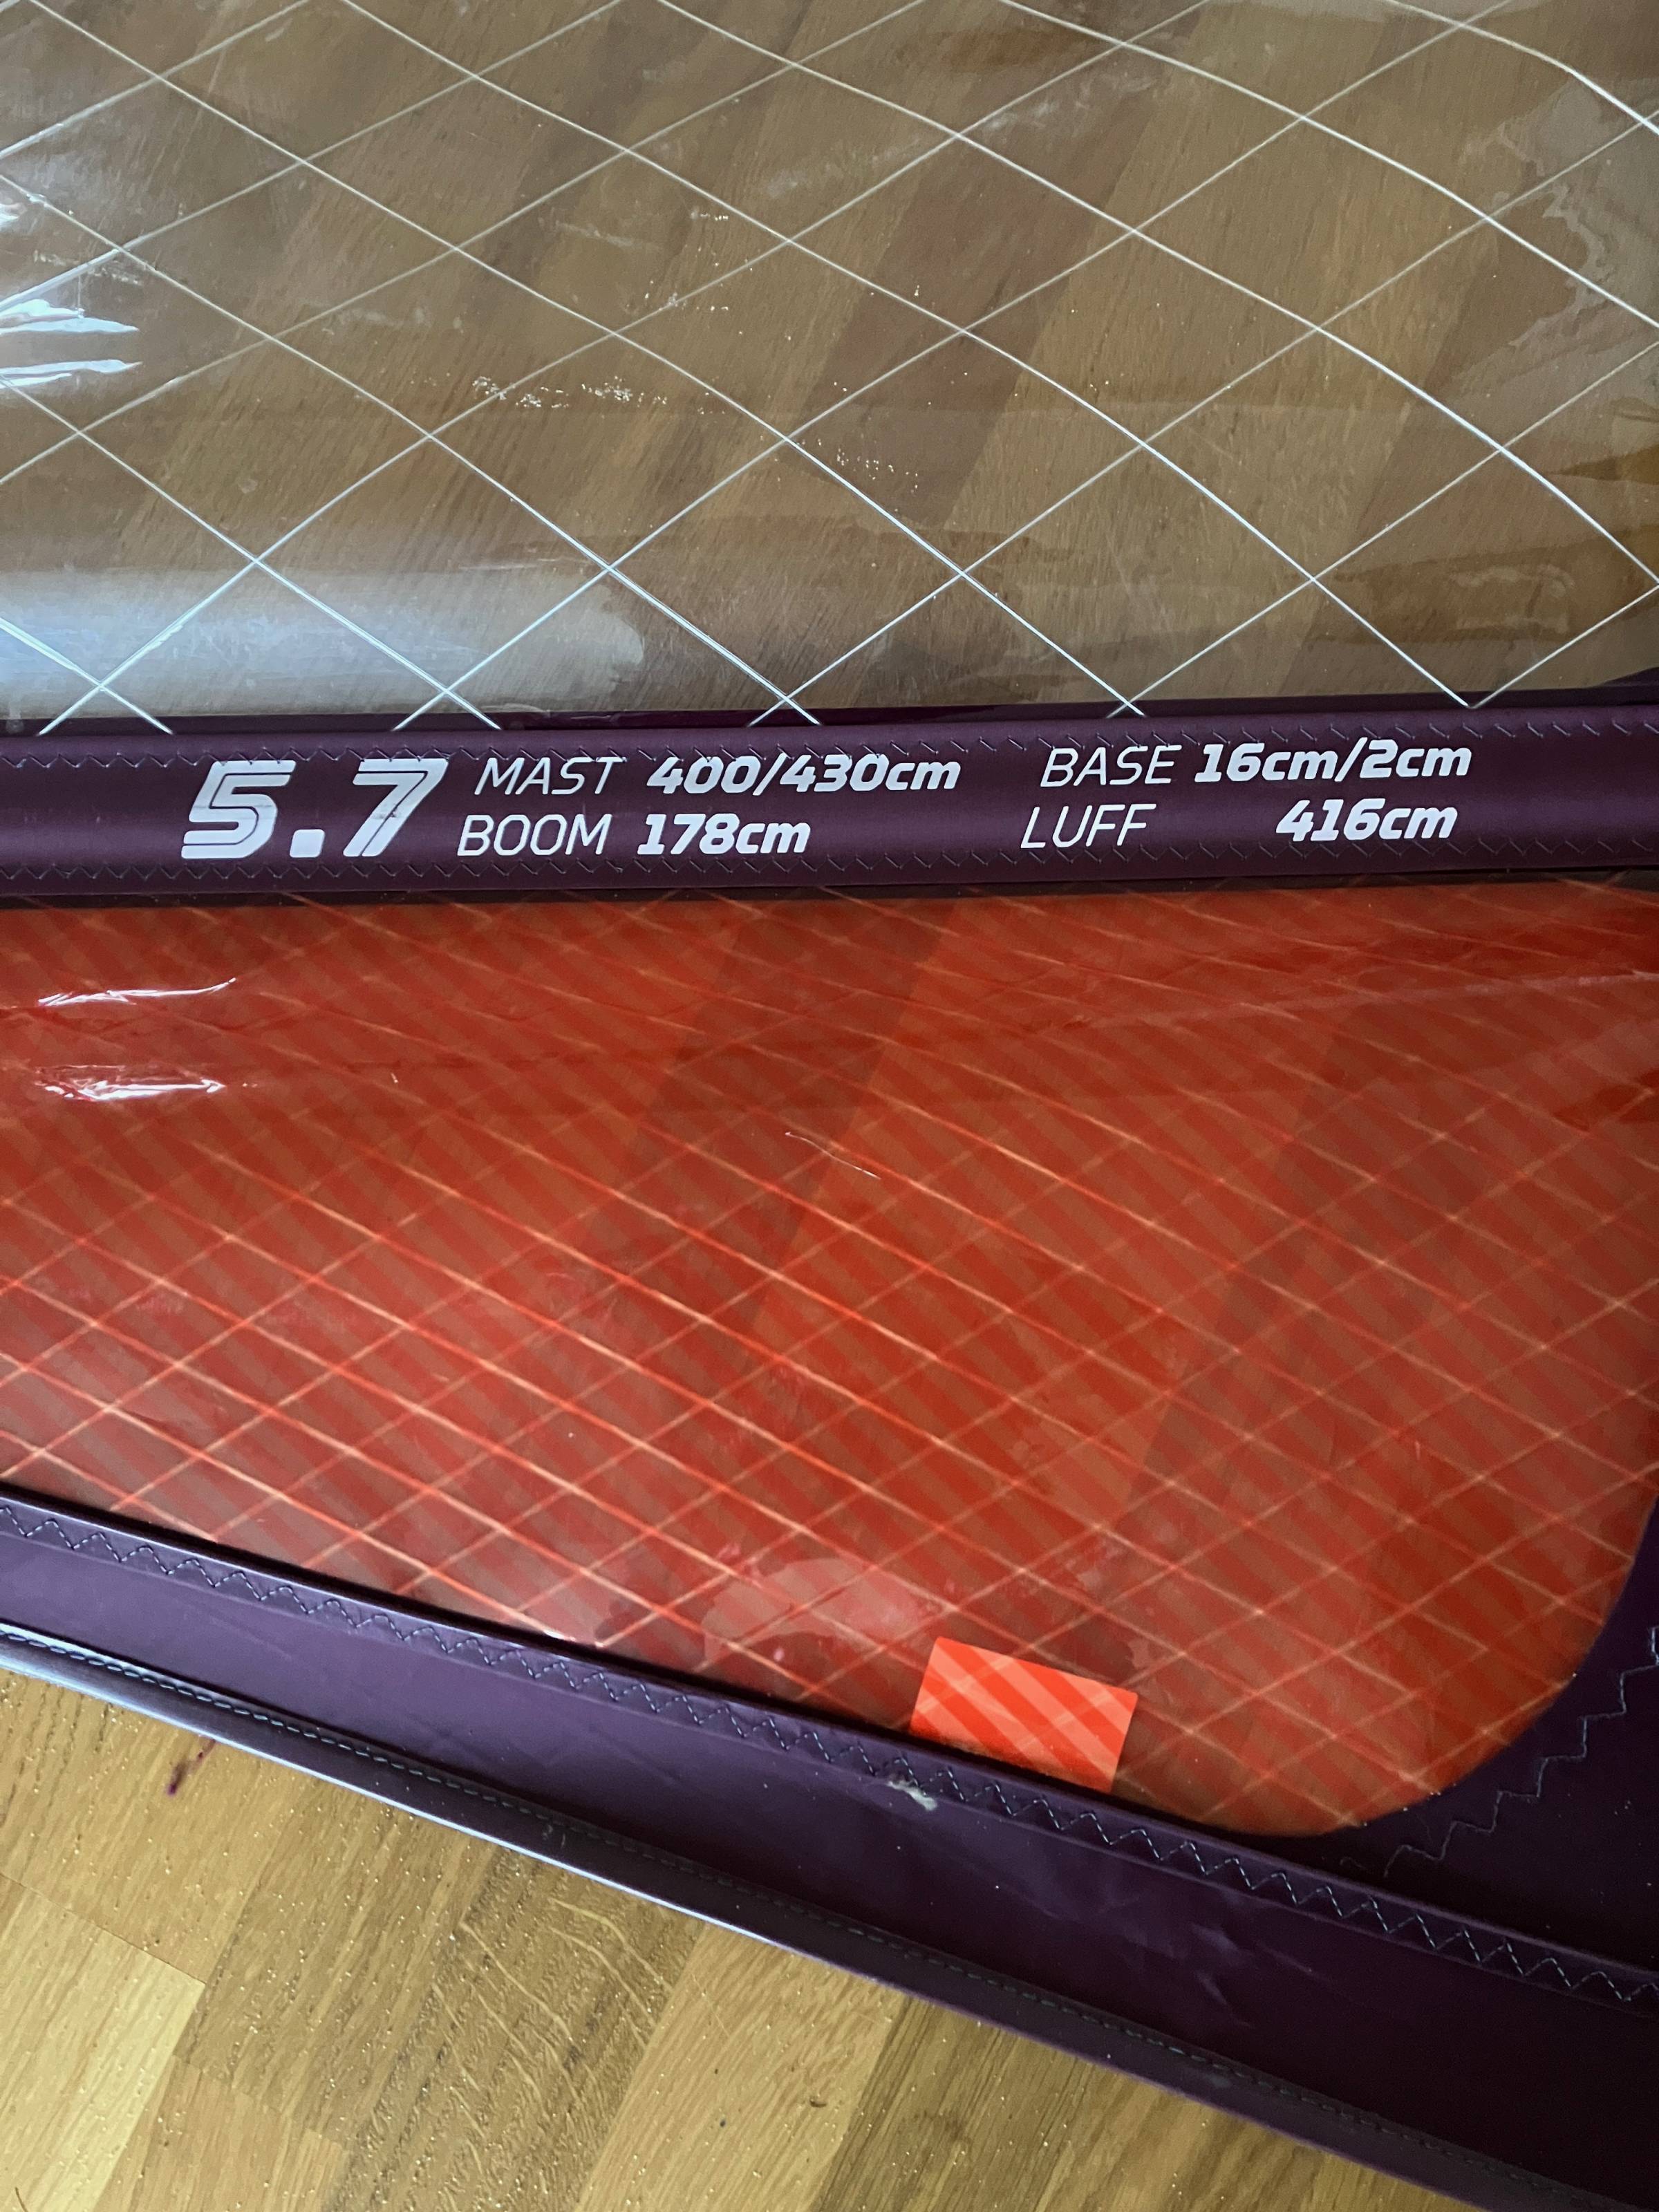 5.7 MAST 400/430cm BASE 16cm/2cm
BOOM 178cm LUFF 416cm